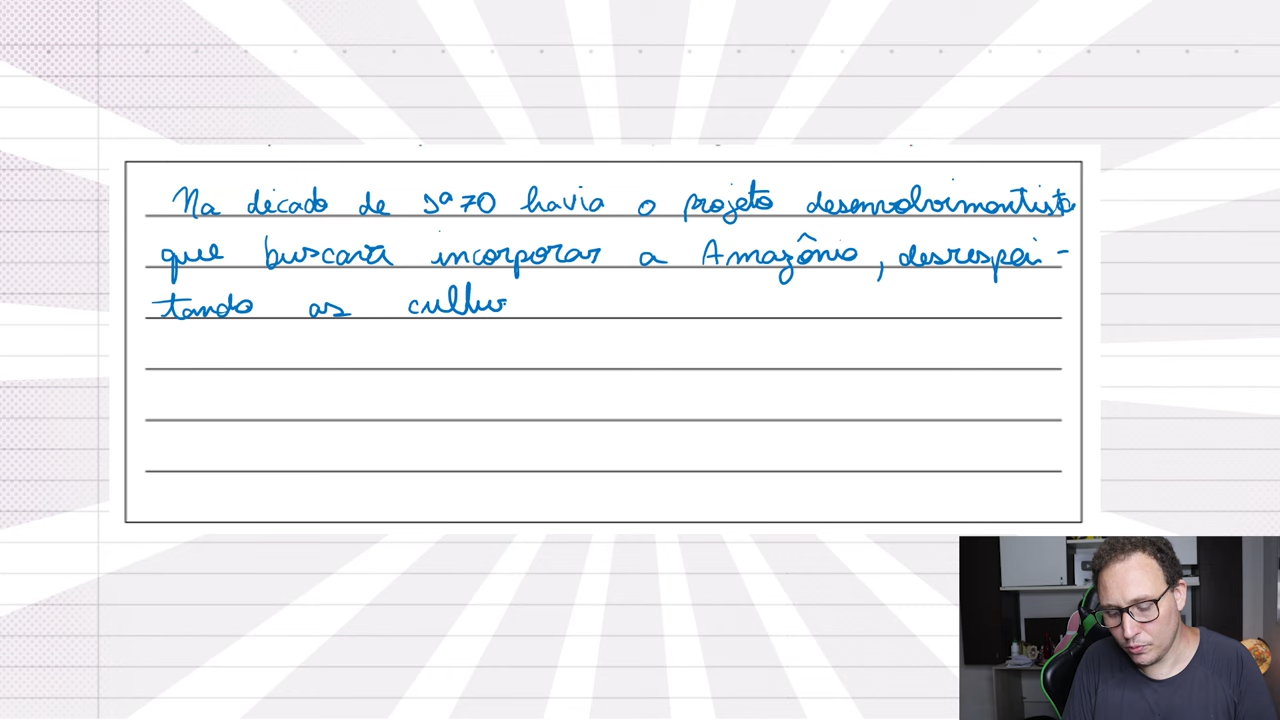 Na década de 1970 havia o projeto desenvolvimentista
que buscava incorporar a Amazônia, desrespei-
tando as cultu